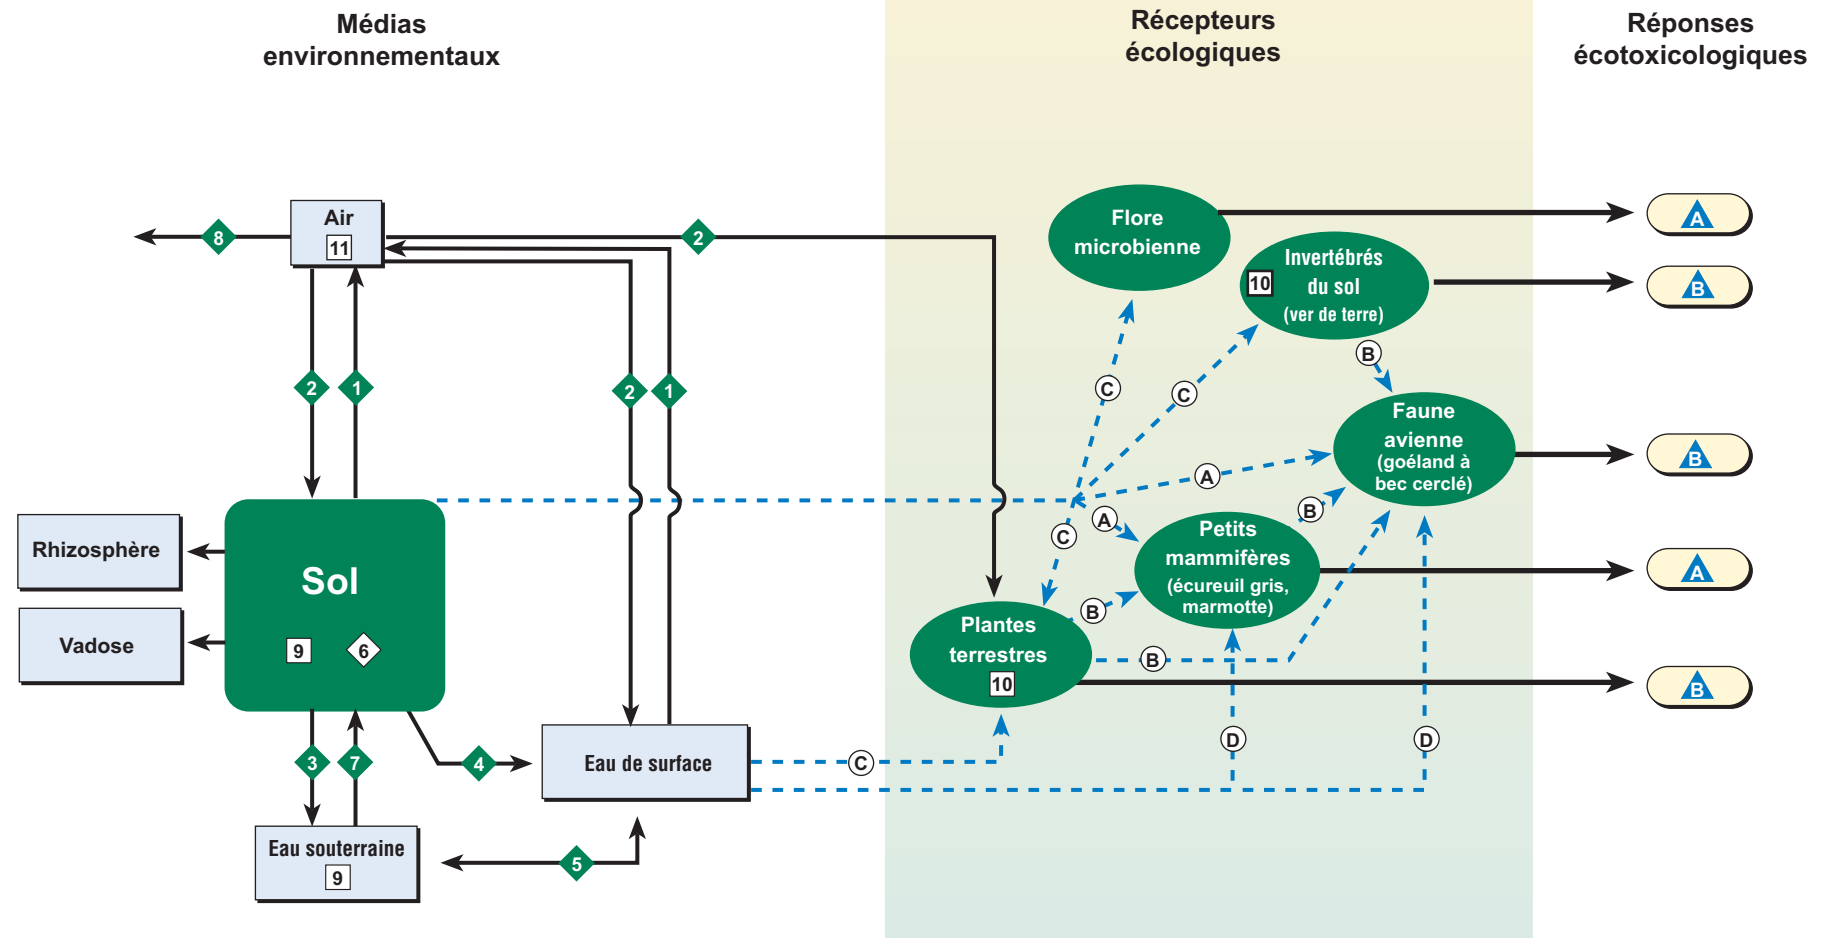 Médias
environnementaux
Récepteurs
écologiques
Réponses
écotoxicologiques
Air
11
8
2
Flore
microbienne
A
Invertébrés
du sol
(ver de terre)
10
B
B
2
1
2
1
C
C
Faune
avienne
(goéland à
bec cerclé)
B
A
B
A
C
Petits
mammifères
(écureuil gris,
marmotte)
A
Rhizosphère
Sol
9
6
Vadose
B
Plantes
terrestres
10
B
B
3
7
4
Eau de surface
C
D
D
Eau souterraine
9
5